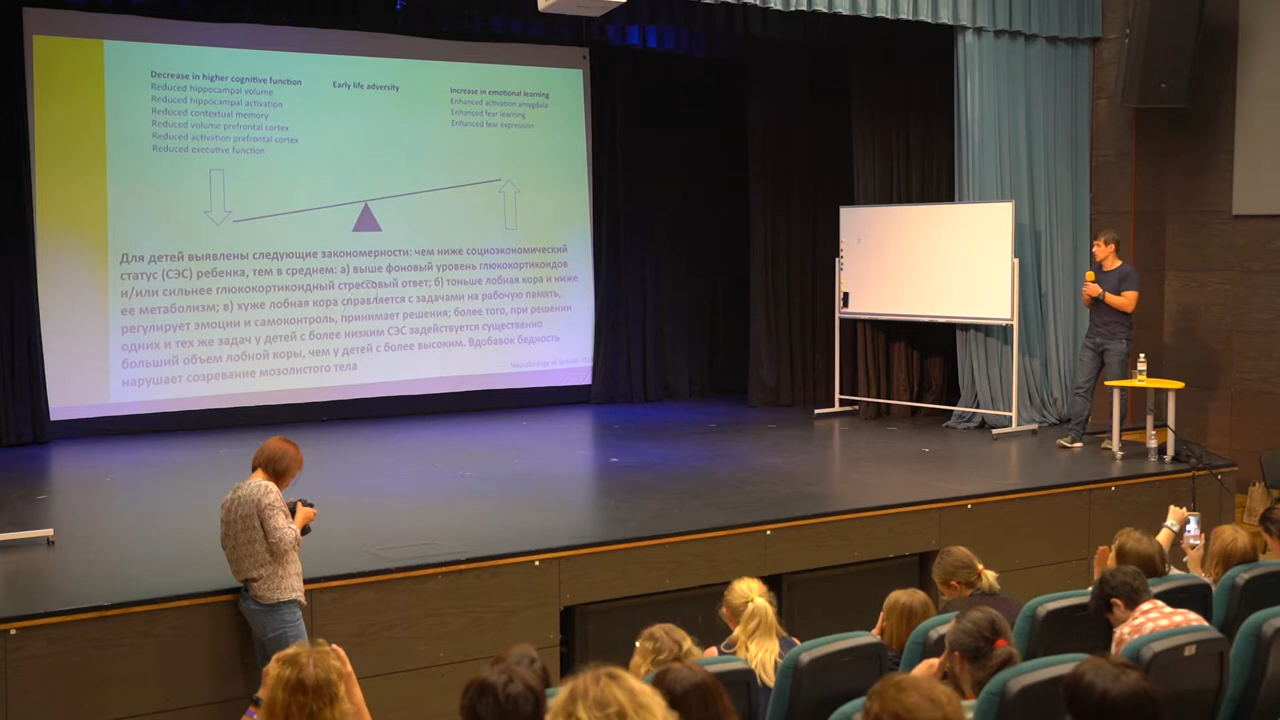 Decrease in higher cognitive function
Reduced hippocampal volume
Reduced hippocampal activation
Reduced contextual memory
Reduced volume prefrontal cortex
Reduced activation prefrontal cortex
Reduced executive function
Early life adversity
Increase in emotional learning
Enhanced activation amygdala
Enhanced fear learning
Enhanced fear expression
Для детей выявлены следующие закономерности: чем ниже социоэкономический
статус (СЭС) ребенка, тем в среднем: а) выше фоновый уровень глюкокортикоидов
и/или сильнее глюкокортикоидный стрессовый ответ; б) тоньше лобная кора и ниже
ее метаболизм; в) хуже лобная кора справляется с задачами на рабочую память,
регулирует эмоции и самоконтроль, принимает решения; более того, при решении
одних и тех же задач у детей с более низким СЭС задействуется существенно
больший объем лобной коры, чем у детей с более высоким. Вдобавок бедность
нарушает созревание мозолистого тела